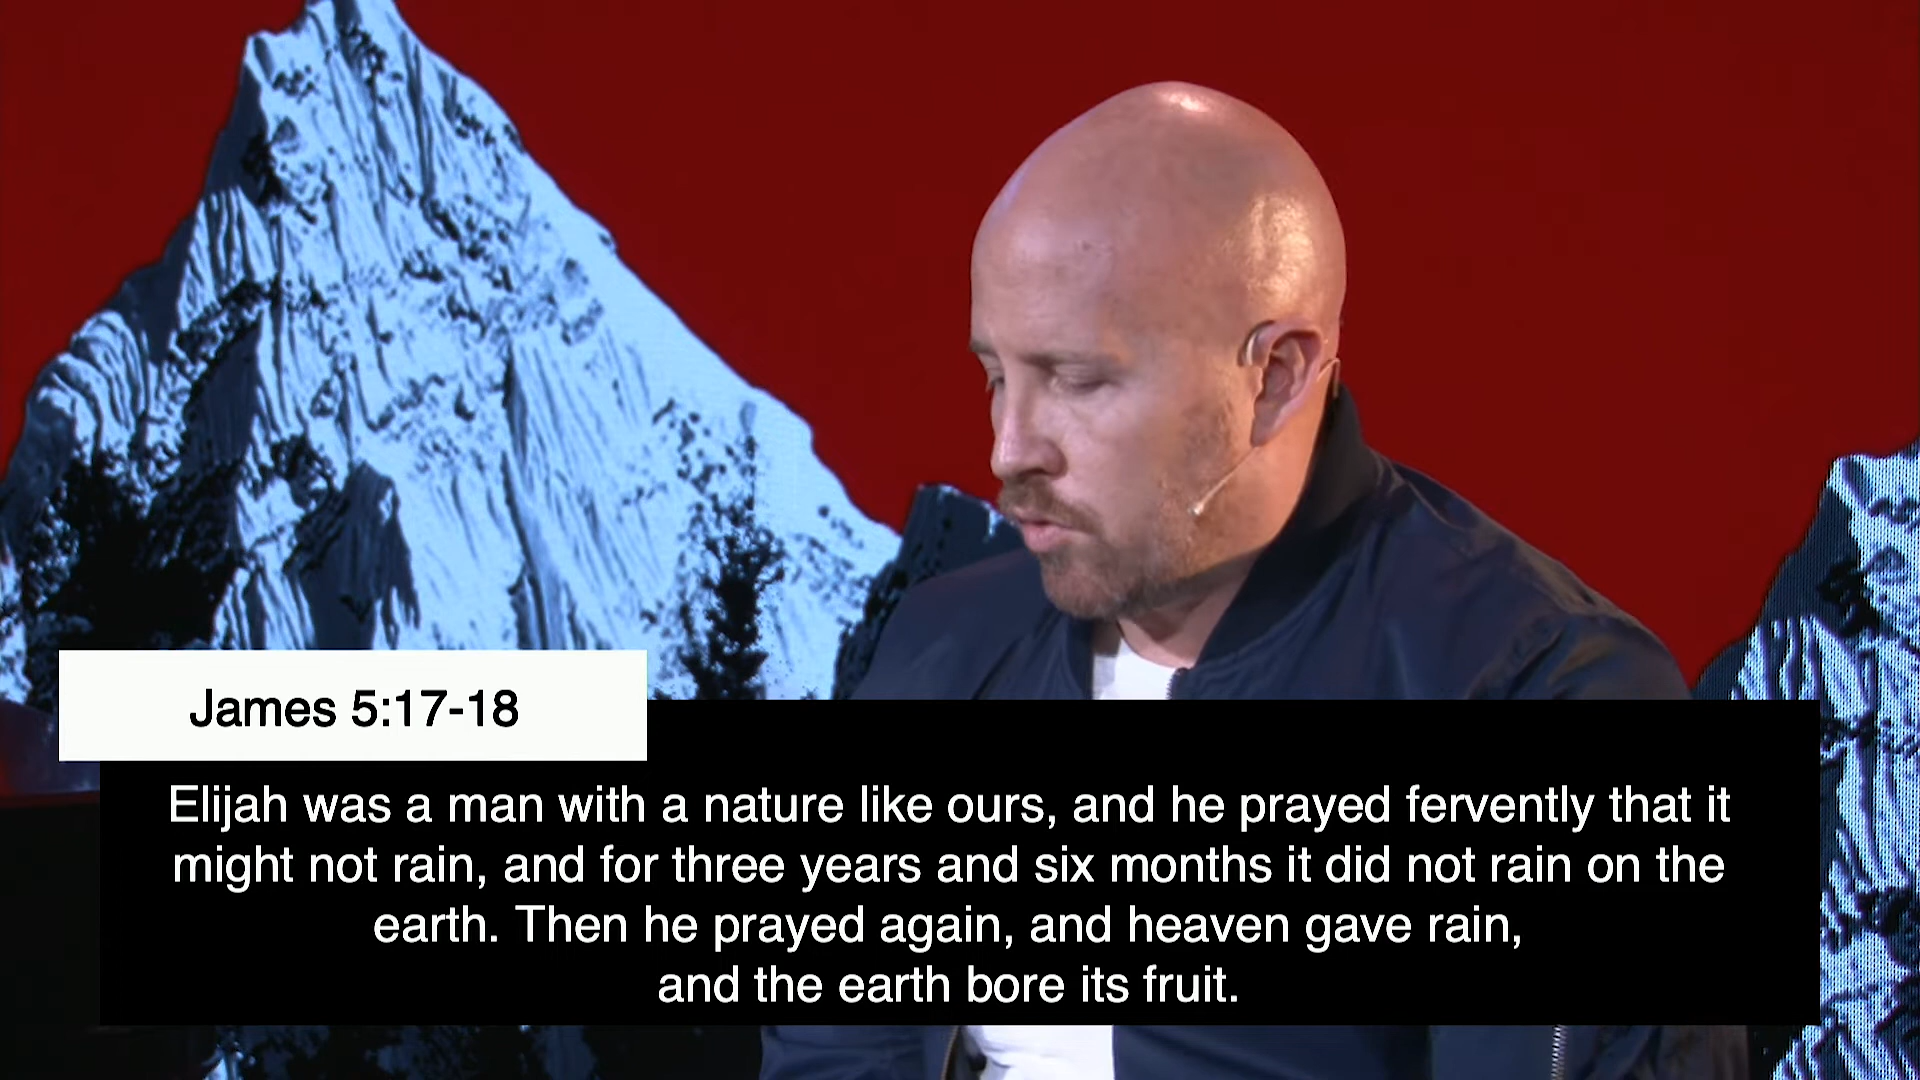 James 5:17-18
Elijah was a man with a nature like ours, and he prayed fervently that it
might not rain, and for three years and six months it did not rain on the
earth. Then he prayed again, and heaven gave rain,
and the earth bore its fruit.